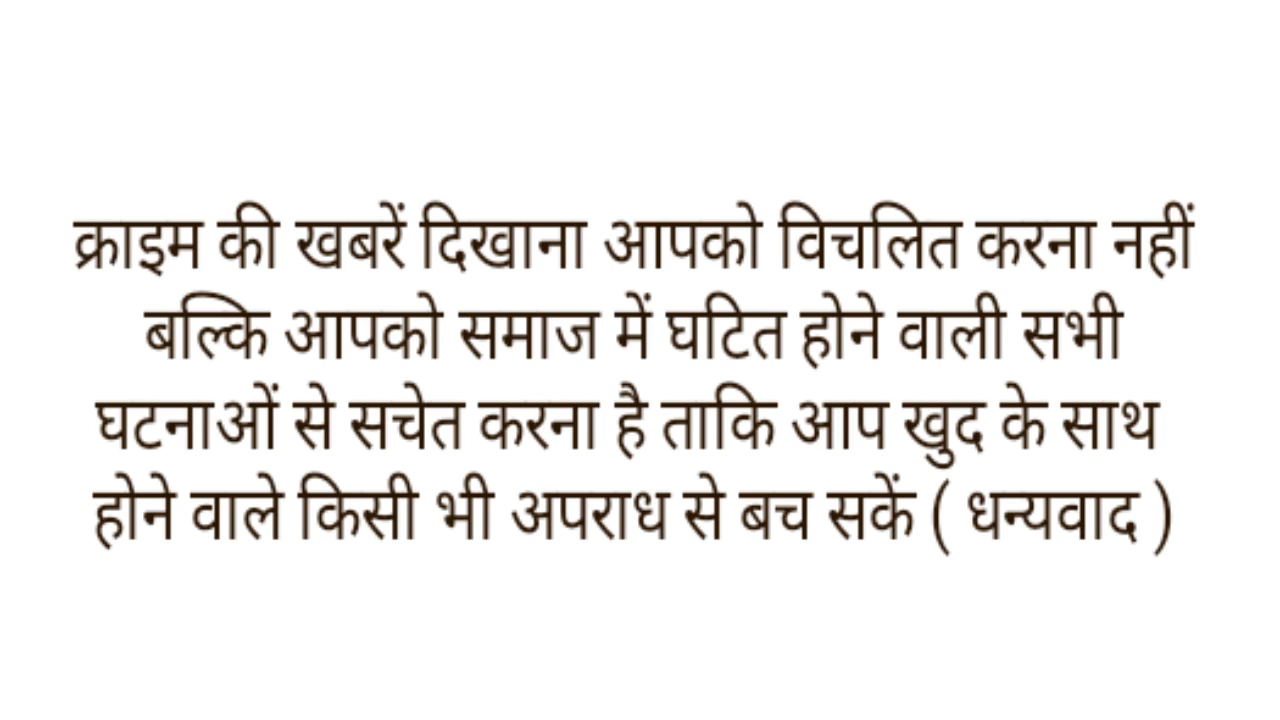 क्राइम की खबरें दिखाना आपको विचलित करना नहीं
बल्कि आपको समाज में घटित होने वाली सभी
घटनाओं से सचेत करना है ताकि आप खुद के साथ
होने वाले किसी भी अपराध से बच सकें ( धन्यवाद )